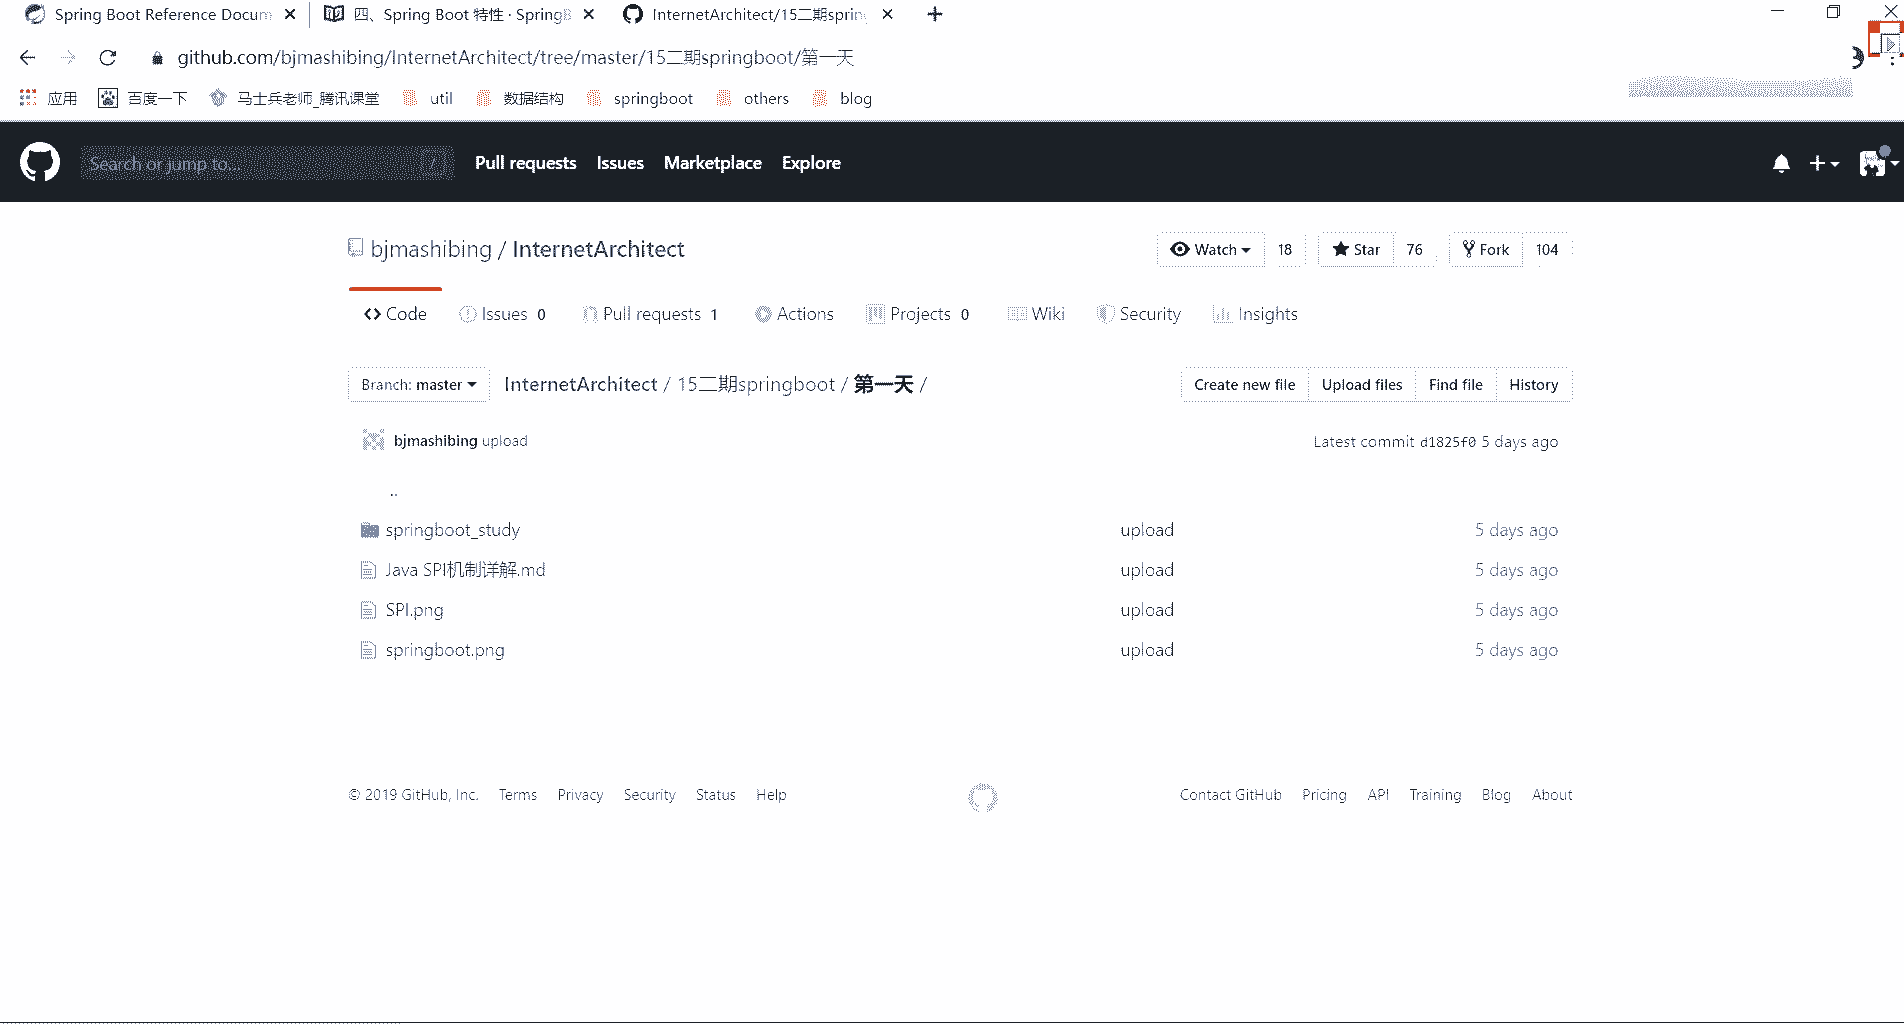 Spring Boot Reference Docum 四、Spring Boot 特性 · SpringB InternetArchitect/15二期sprin
github.com/bjmashibing/InternetArchitect/tree/master/15二期springboot/第一天
应用 百度一下 马士兵老师_腾讯课堂 util 数据结构 springboot others blog
Search or jump to... / Pull requests Issues Marketplace Explore
bjmashibing / InternetArchitect Watch 18 Star 76 Fork 104
Code Issues 0 Pull requests 1 Actions Projects 0 Wiki Security Insights
Branch: master InternetArchitect / 15二期springboot / 第一天 / Create new file Upload files Find file History
bjmashibing upload Latest commit d1825f0 5 days ago
..
springboot_study upload 5 days ago
Java SPI机制详解.md upload 5 days ago
SPI.png upload 5 days ago
springboot.png upload 5 days ago
© 2019 GitHub, Inc. Terms Privacy Security Status Help Contact GitHub Pricing API Training Blog About